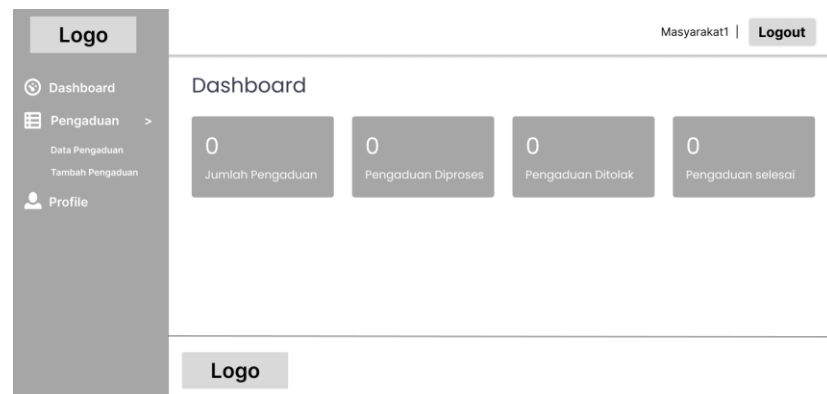 Logo
Masyarakat1 | Logout
Dashboard
Pengaduan >
Data Pengaduan
Tambah Pengaduan
Profile
Dashboard
0
Jumlah Pengaduan
0
Pengaduan Diproses
0
Pengaduan Ditolak
0
Pengaduan selesai
Logo